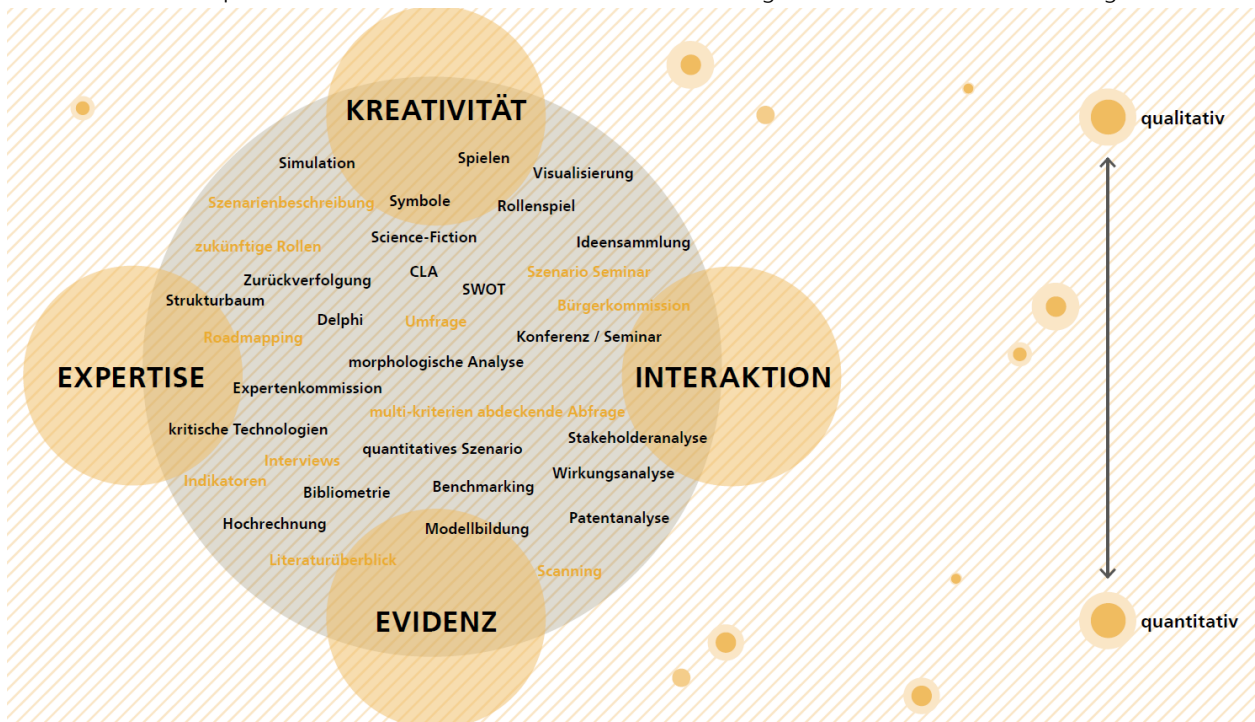 KREATIVITÄT
qualitativ
Simulation
Spielen
Visualisierung
Szenarienbeschreibung
Symbole
Rollenspiel
Science-Fiction
zukünftige Rollen
Ideensammlung
Zurückverfolgung
CLA
Szenario Seminar
SWOT
Strukturbaum
Bürgerkommission
Delphi
Umfrage
Roadmapping
Konferenz / Seminar
morphologische Analyse
EXPERTISE
INTERAKTION
Expertenkommission
multi-kriterien abdeckende Abfrage
kritische Technologien
Stakeholderanalyse
quantitatives Szenario
Interviews
Wirkungsanalyse
Indikatoren
Bibliometrie
Benchmarking
Patentanalyse
Hochrechnung
Modellbildung
Literaturüberblick
Scanning
EVIDENZ
quantitativ